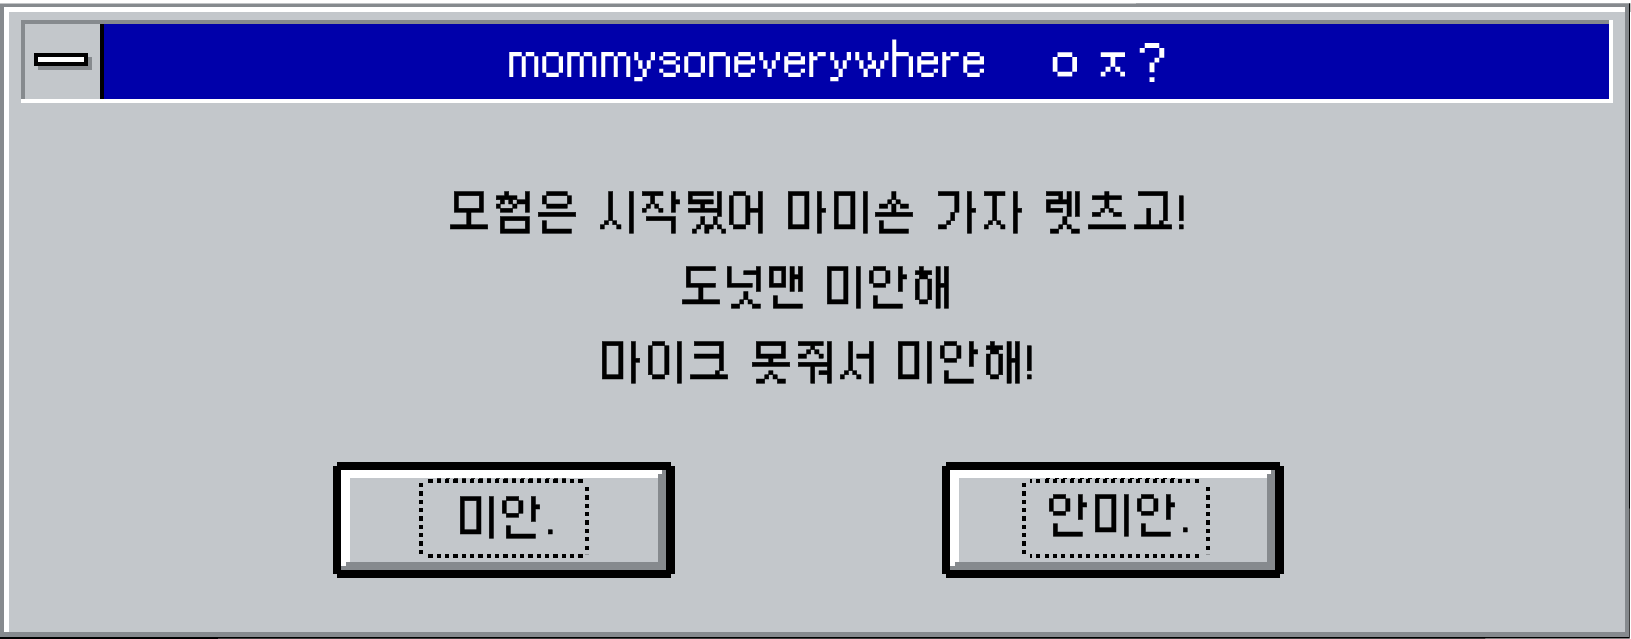 mommysoneverywhere ㅇ ㅈ?
모험은 시작됐어 마미손 가자 렛츠고!
도넛맨 미안해
마이크 못줘서 미안해!
미안.
안미안.